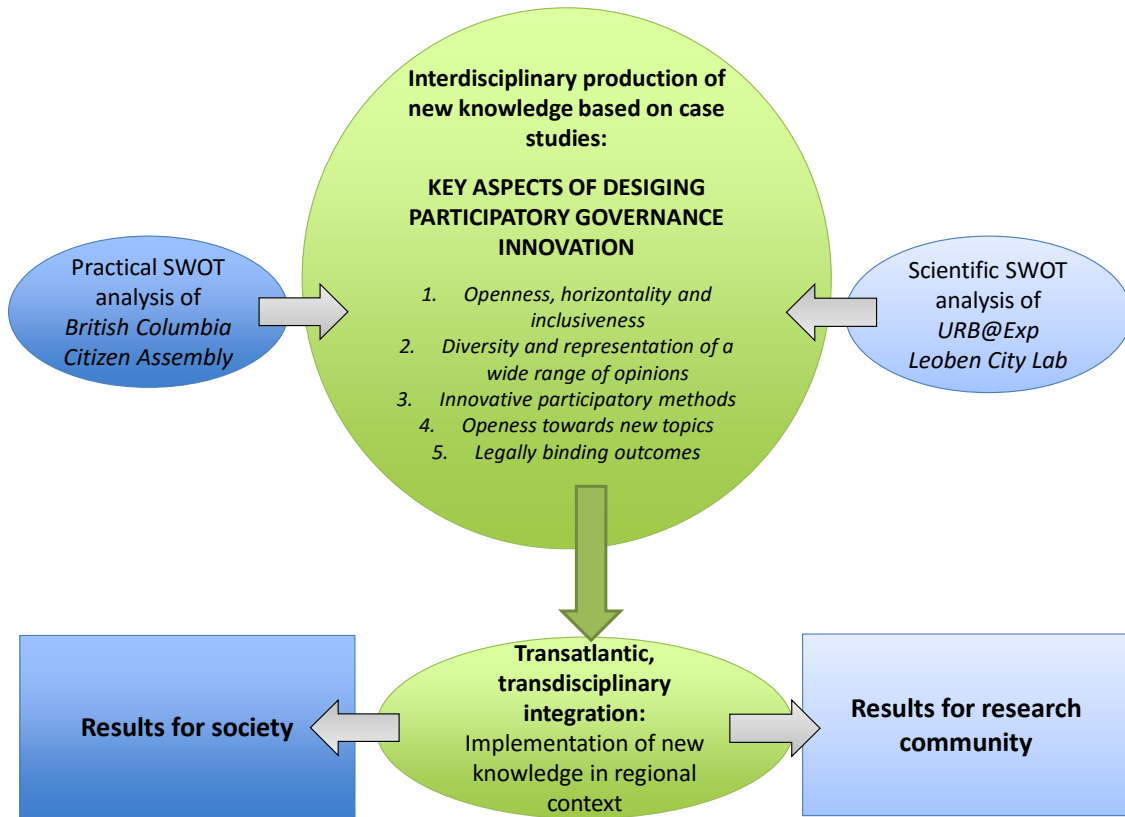 Interdisciplinary production of
new knowledge based on case
studies:
KEY ASPECTS OF DESIGING
PARTICIPATORY GOVERNANCE
INNOVATION
1. Openness, horizontality and
inclusiveness
2. Diversity and representation of a
wide range of opinions
3. Innovative participatory methods
4. Openess towards new topics
5. Legally binding outcomes
Practical SWOT
analysis of
British Columbia
Citizen Assembly
Scientific SWOT
analysis of
URB@Exp
Leoben City Lab
Transatlantic,
transdisciplinary
integration:
Implementation of new
knowledge in regional
context
Results for society
Results for research
community